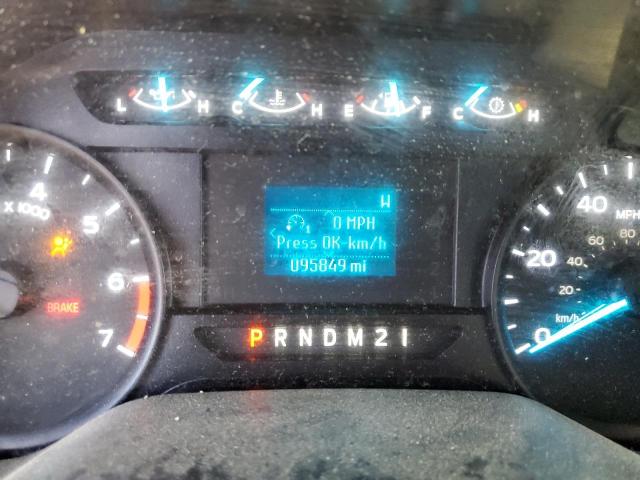 L H C H E F C H
4
x 1000
5
6
7
BRAKE
W
0 MPH
Press OK-km/h
095849 mi
P R N D M 2 1
40
MPH
80
60
20
40
20
km/h
0